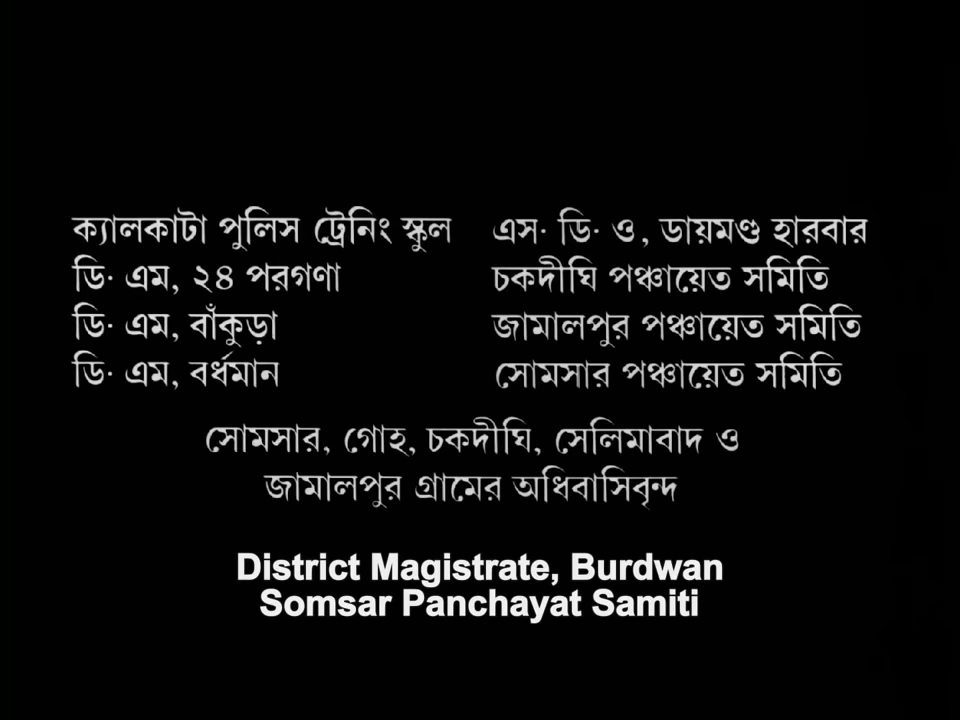 ক্যালকাটা পুলিস ট্রেনিং স্কুল
ডি· এম, ২৪ পরগণা
ডি· এম, বাঁকুড়া
ডি· এম, বর্ধমান
এস· ডি· ও, ডায়মণ্ড হারবার
চকদীঘি পঞ্চায়েত সমিতি
জামালপুর পঞ্চায়েত সমিতি
সোমসার পঞ্চায়েত সমিতি
সোমসার, গোহ, চকদীঘি, সেলিমাবাদ ও
জামালপুর গ্রামের অধিবাসিবৃন্দ
District Magistrate, Burdwan
Somsar Panchayat Samiti